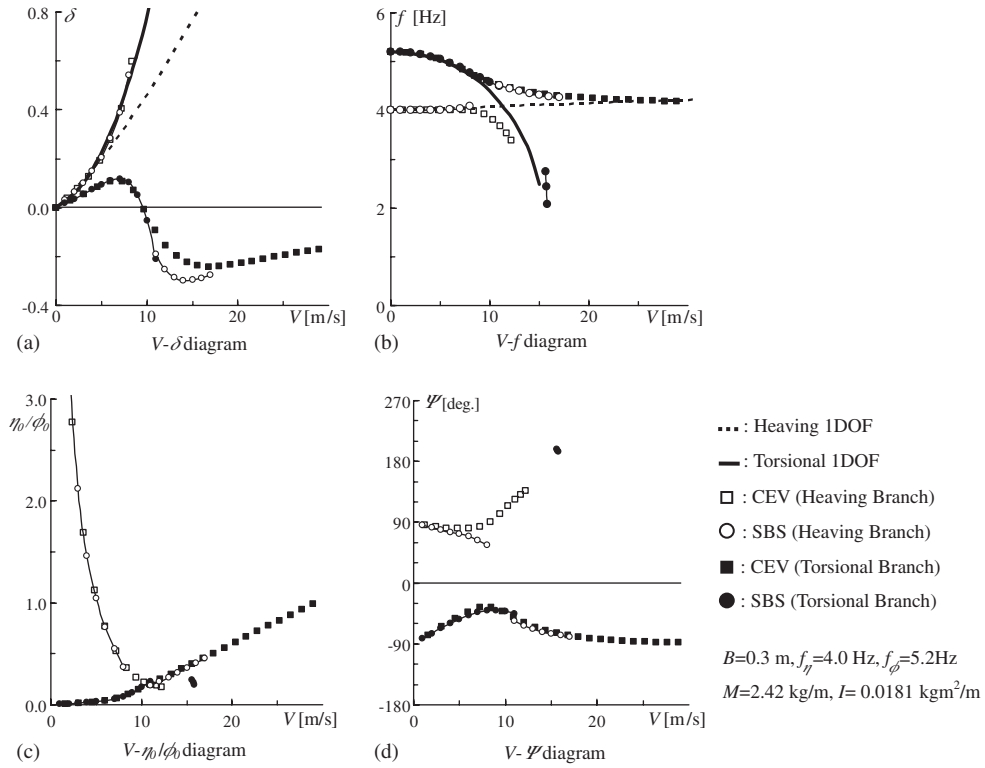 0.8 δ
0.4
0.0
-0.4
0 10 20 V [m/s]
(a) V-δ diagram
6 f [Hz]
4
2
0
0 10 20 V [m/s]
(b) V-f diagram
3.0
η₀/ϕ₀
2.0
1.0
0.0
0 10 20 V [m/s]
(c) V-η₀/ϕ₀ diagram
270 Ψ [deg.]
180
90
0
-90
-180
0 10 20 V [m/s]
(d) V-Ψ diagram
: Heaving 1DOF
: Torsional 1DOF
: CEV (Heaving Branch)
: SBS (Heaving Branch)
: CEV (Torsional Branch)
: SBS (Torsional Branch)
B=0.3 m, f_η=4.0 Hz, f_ϕ=5.2Hz
M=2.42 kg/m, I= 0.0181 kgm²/m